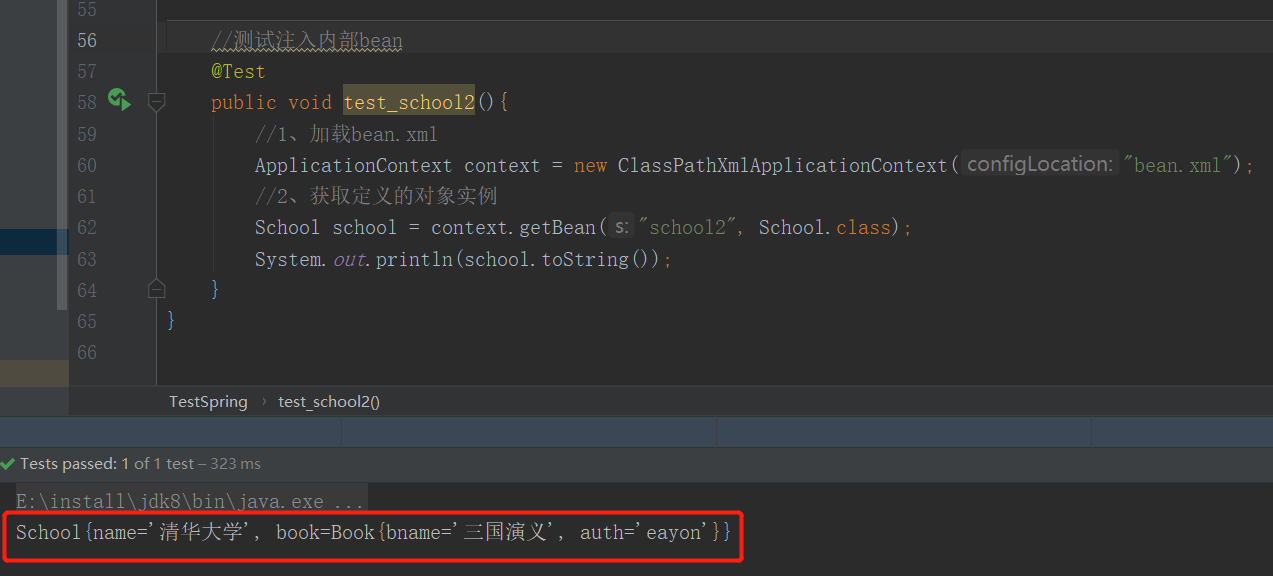 55
56 //测试注入内部bean
57 @Test
58 public void test_school2(){
59 //1、加载bean.xml
60 ApplicationContext context = new ClassPathXmlApplicationContext( configLocation: "bean.xml");
61 //2、获取定义的对象实例
62 School school = context.getBean( s: "school2", School.class);
63 System.out.println(school.toString());
64 }
65 }
66
TestSpring › test_school2()
Tests passed: 1 of 1 test – 323 ms
E:\install\jdk8\bin\java.exe ...
School{name='清华大学', book=Book{bname='三国演义', auth='eayon'}}